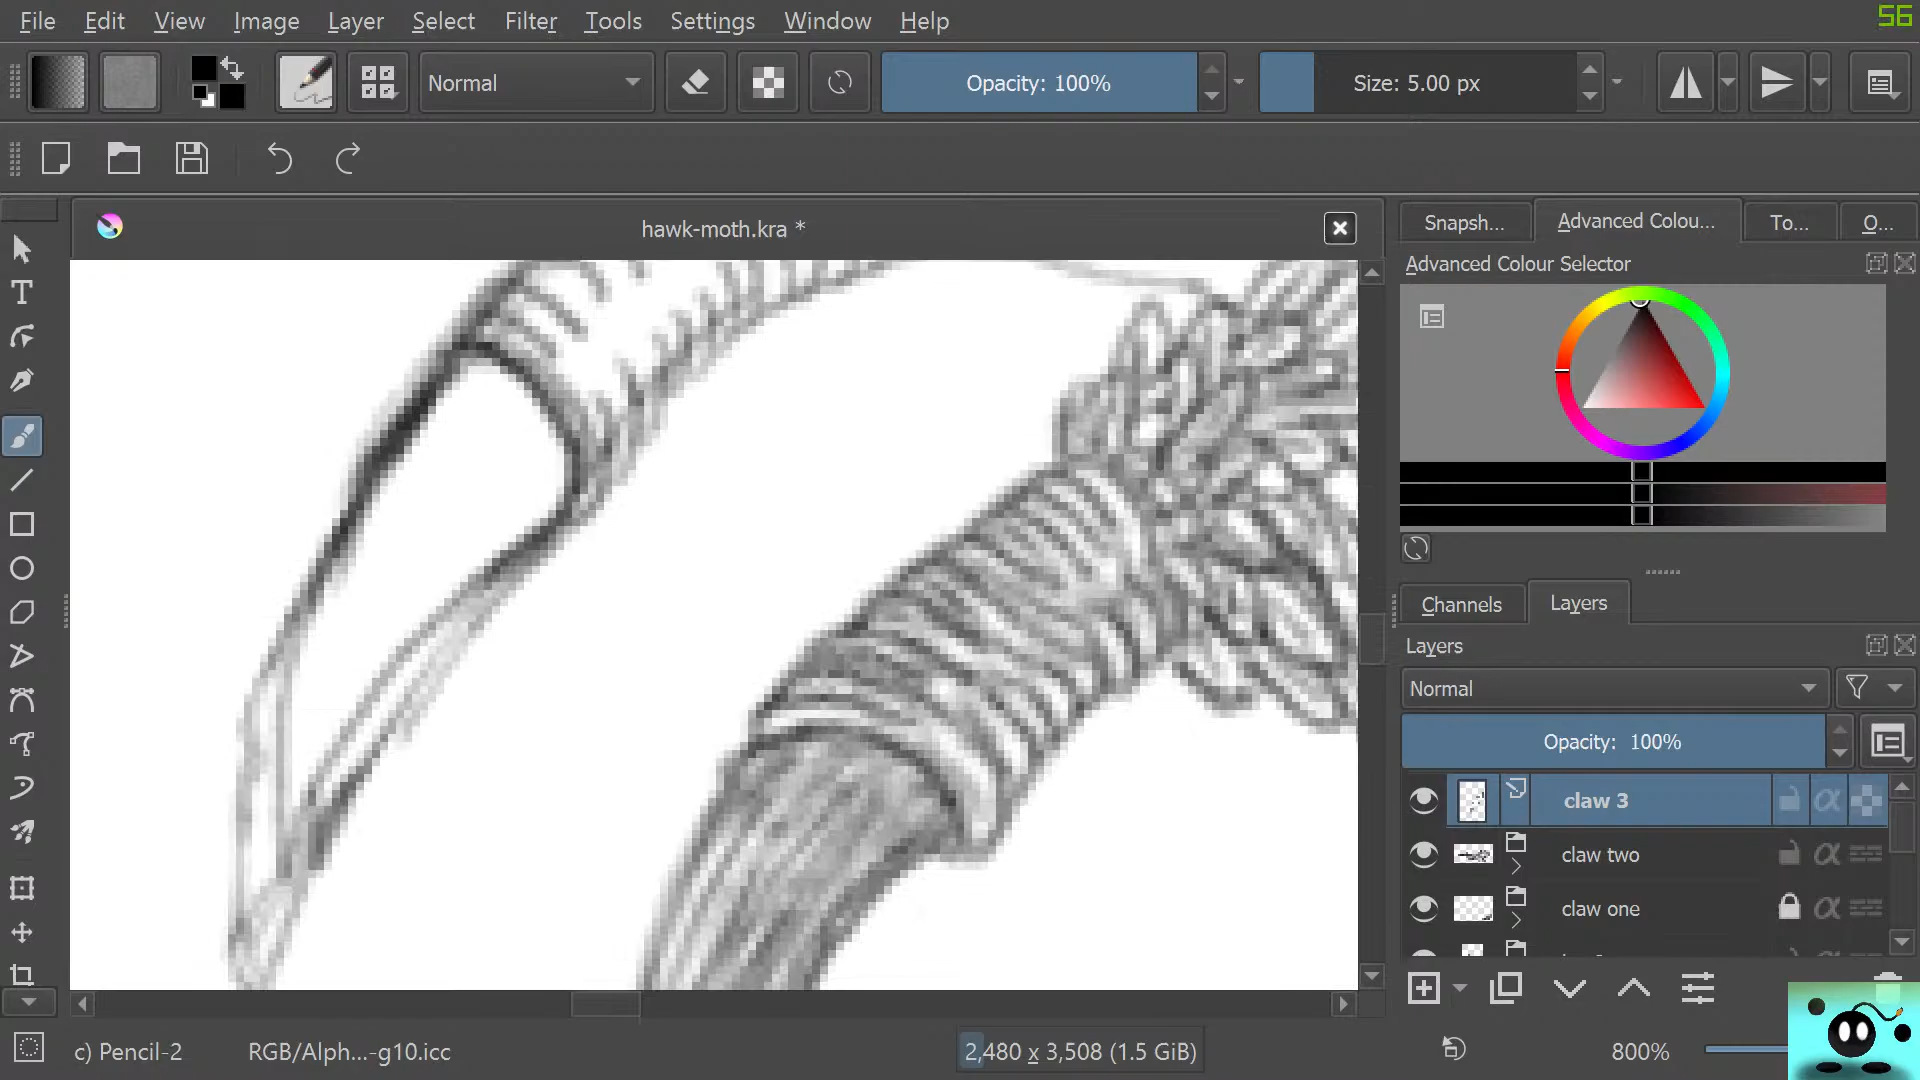 56
File Edit View Image Layer Select Filter Tools Settings Window Help
Normal Opacity: 100% Size: 5.00 px
hawk-moth.kra *
Snapsh... Advanced Colou... To... O...
Advanced Colour Selector
Channels Layers
Layers
Normal
Opacity: 100%
claw 3
claw two
claw one
c) Pencil-2 RGB/Alph...-g10.icc 2,480 x 3,508 (1.5 GiB) 800%